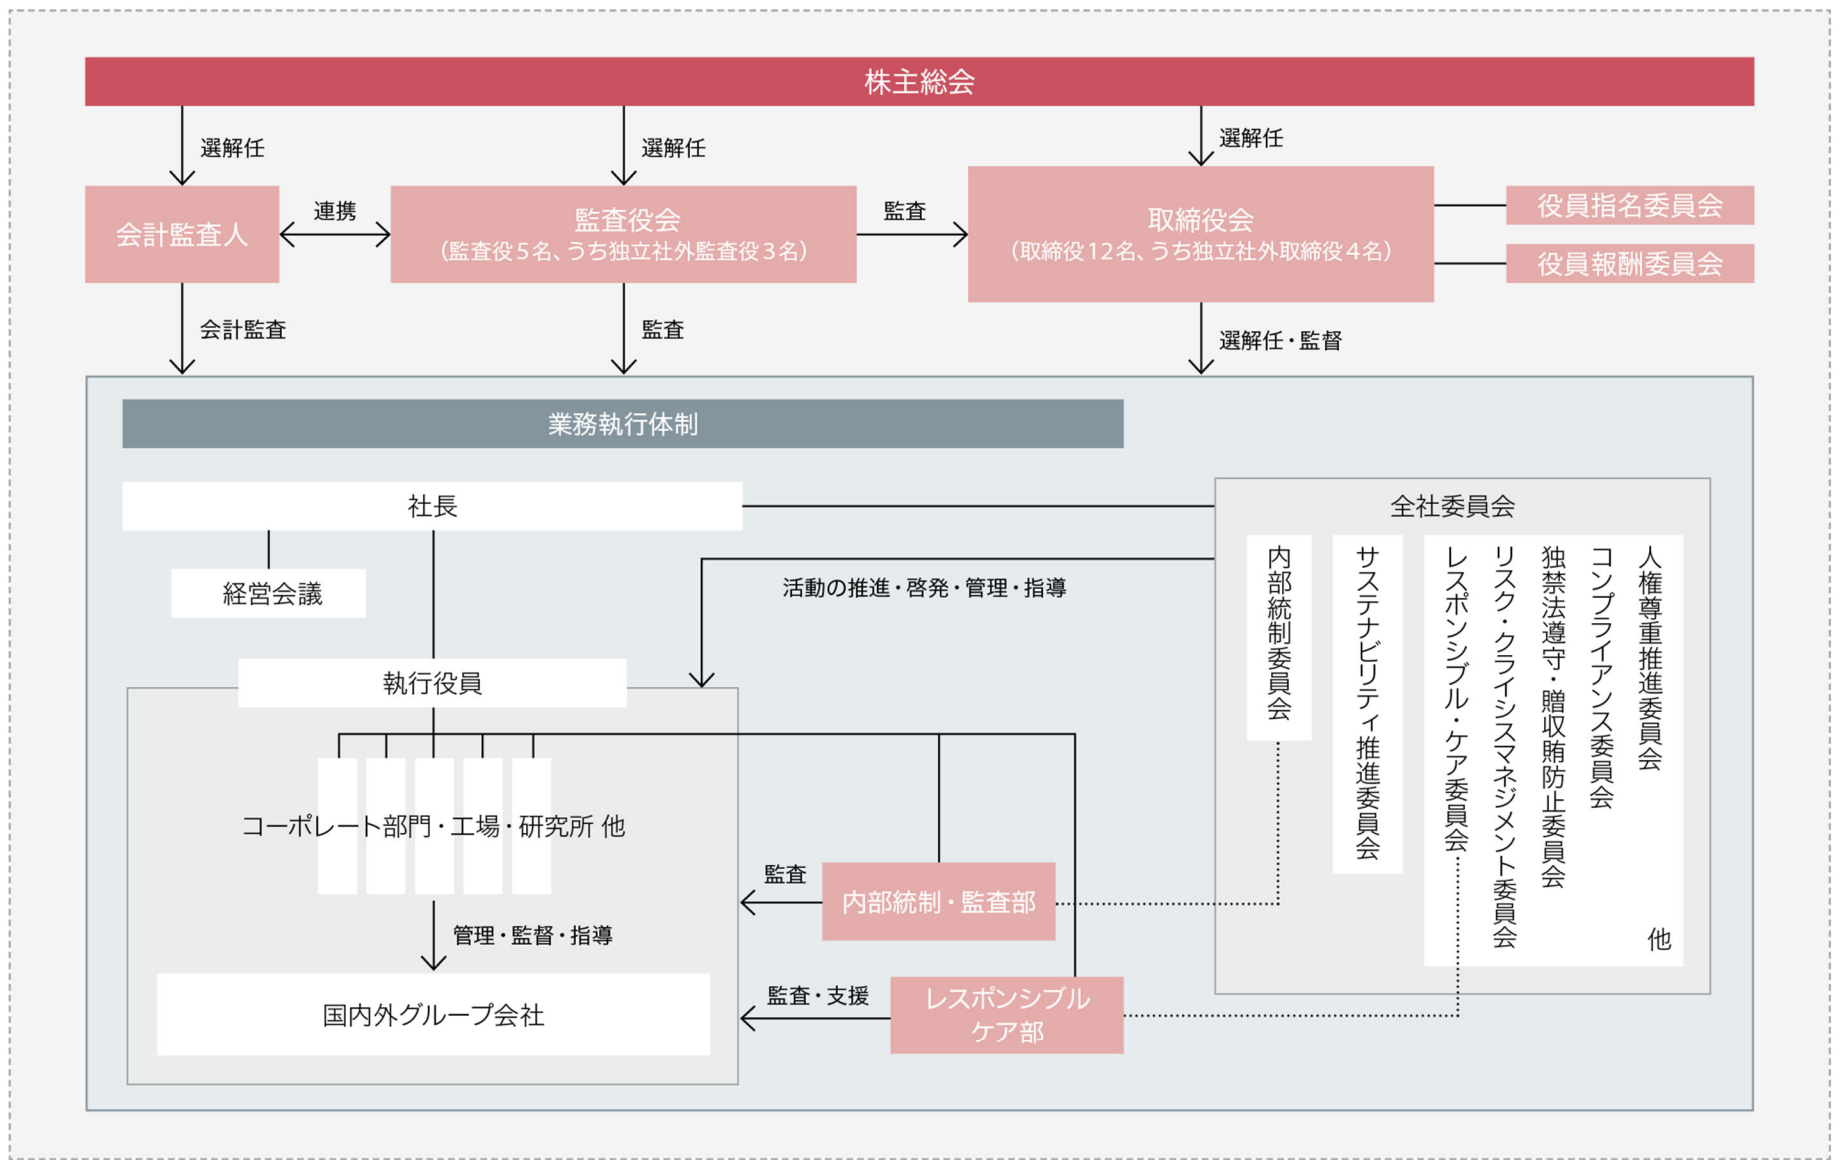 株主総会
選解任
選解任
選解任
会計監査人
連携
監査役会
（監査役5名、うち独立社外監査役3名）
監査
取締役会
（取締役12名、うち独立社外取締役4名）
役員指名委員会
役員報酬委員会
会計監査
監査
選解任・監督
業務執行体制
社長
経営会議
執行役員
活動の推進・啓発・管理・指導
コーポレート部門・工場・研究所 他
管理・監督・指導
国内外グループ会社
監査
内部統制・監査部
監査・支援
レスポンシブル
ケア部
全社委員会
内部統制委員会
サステナビリティ推進委員会
レスポンシブル・ケア委員会
リスク・クライシスマネジメント委員会
独禁法遵守・贈収賄防止委員会
コンプライアンス委員会
人権尊重推進委員会
他